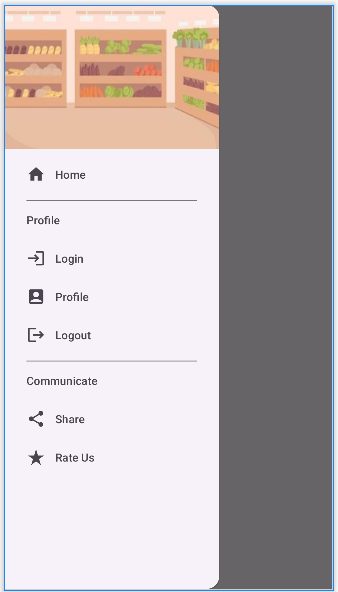 Home
Profile
Login
Profile
Logout
Communicate
Share
Rate Us